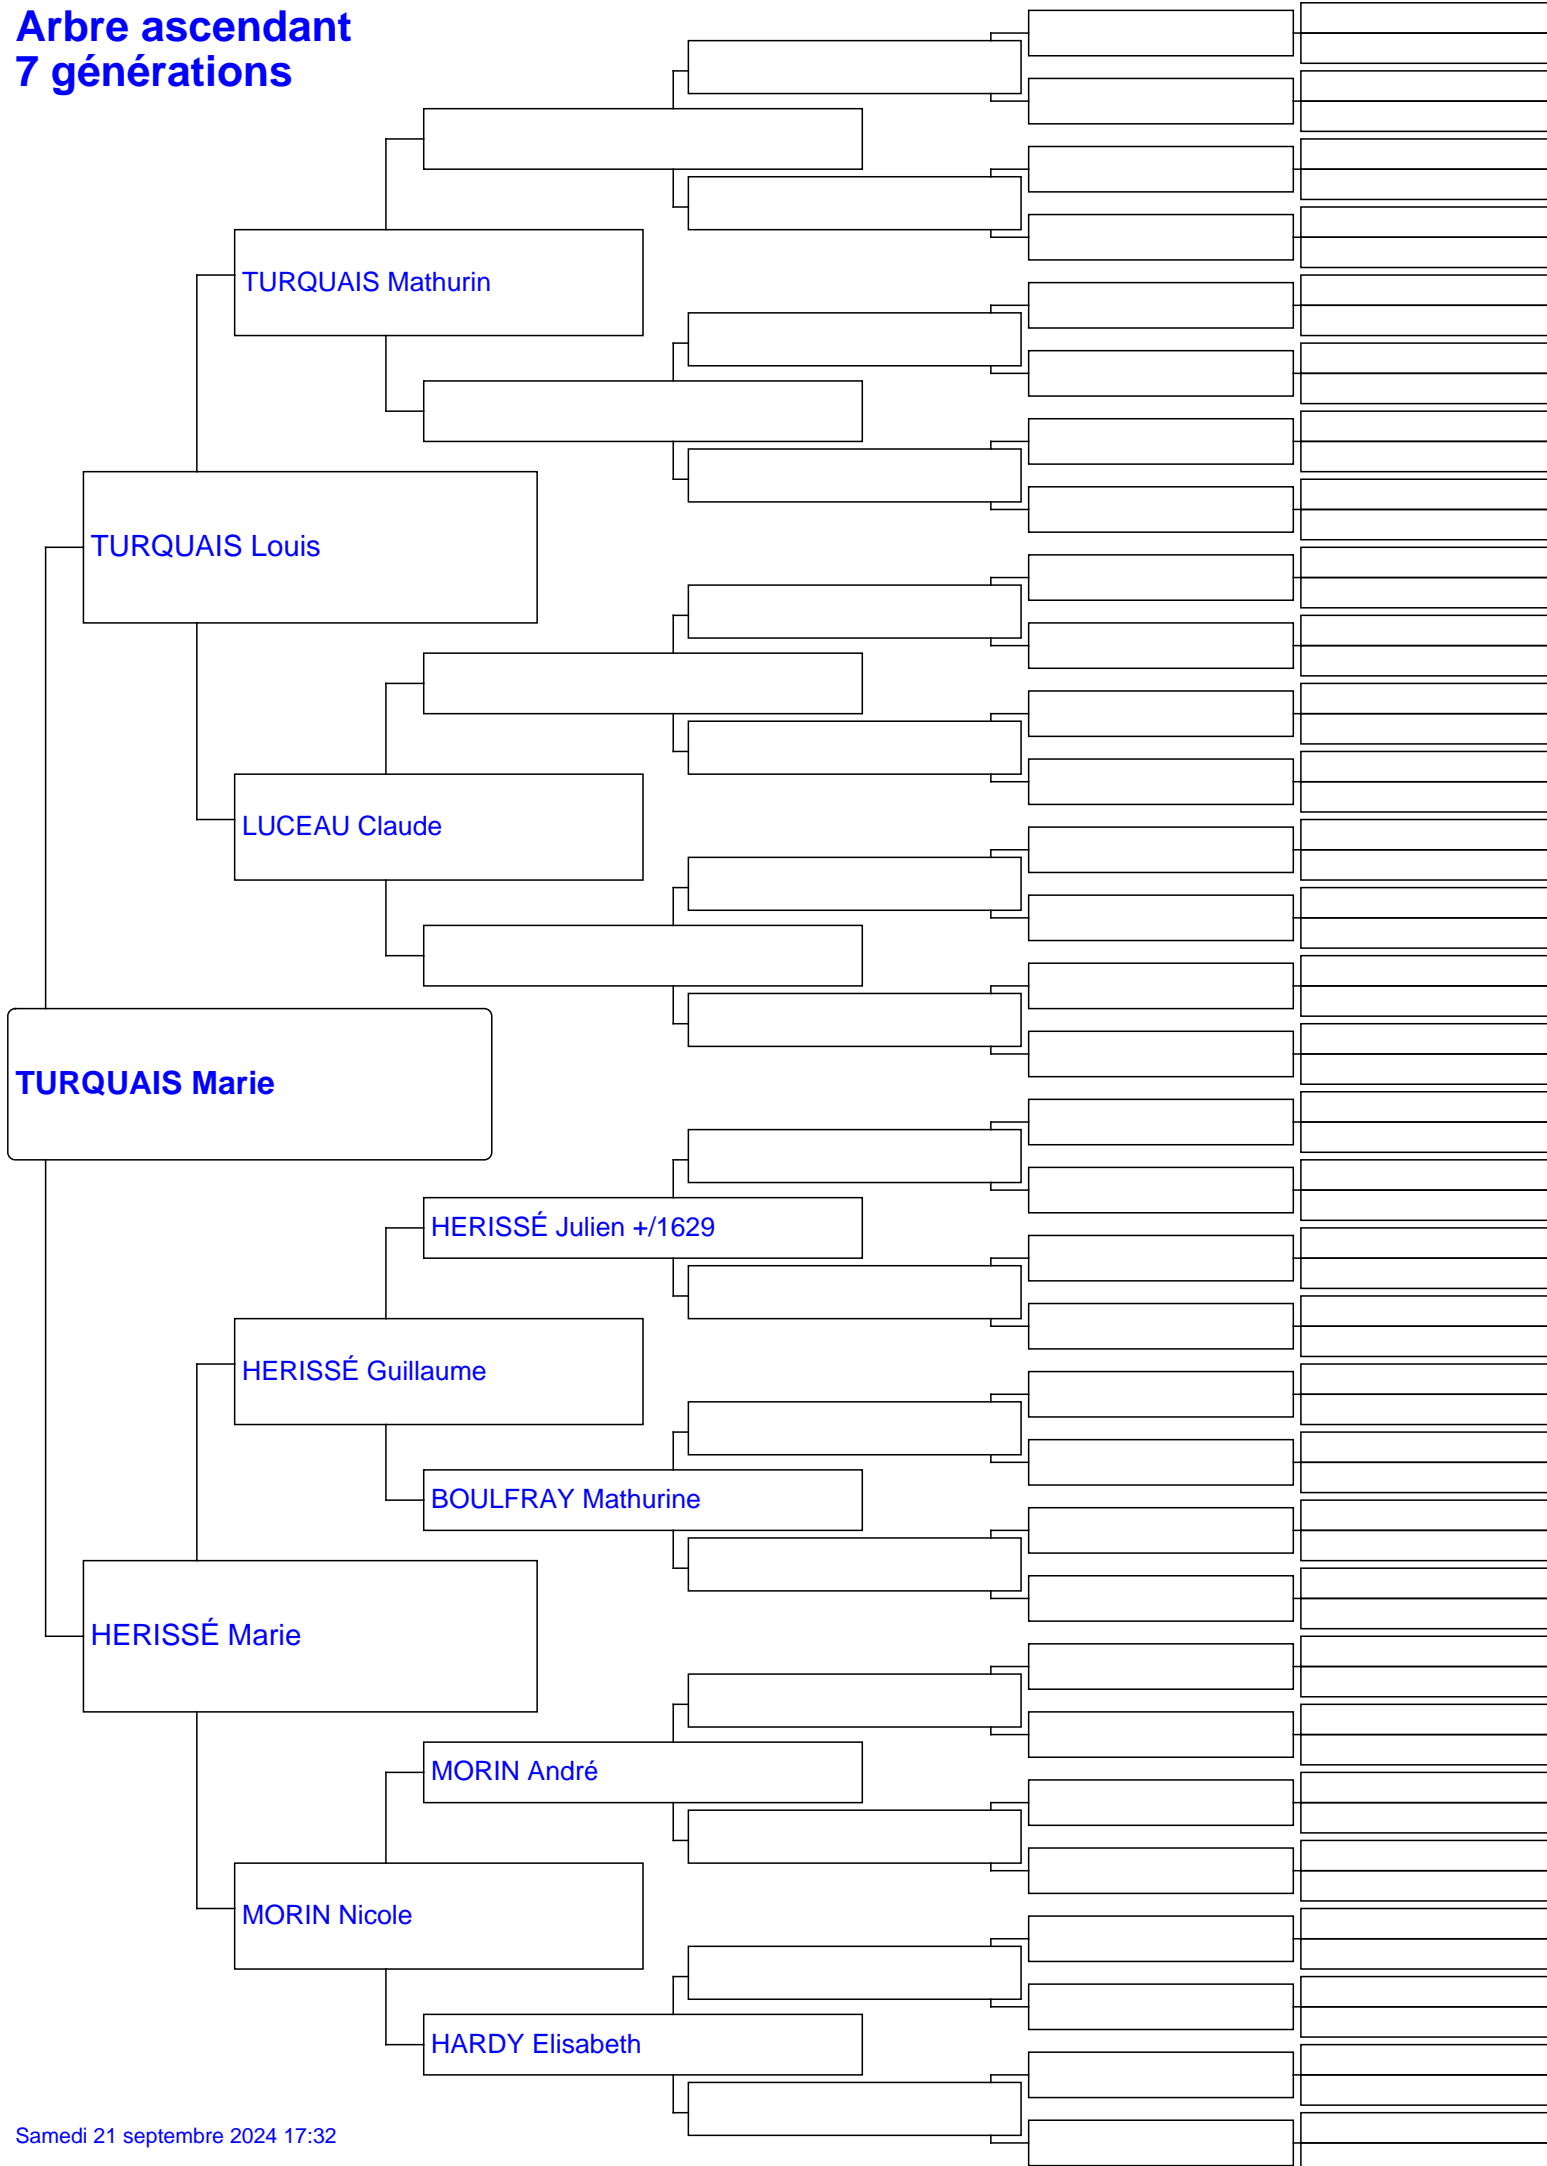 Arbre ascendant
7 générations
TURQUAIS Mathurin
TURQUAIS Louis
LUCEAU Claude
TURQUAIS Marie
HERISSÉ Julien +/1629
HERISSÉ Guillaume
BOULFRAY Mathurine
HERISSÉ Marie
MORIN André
MORIN Nicole
HARDY Elisabeth
Samedi 21 septembre 2024 17:32